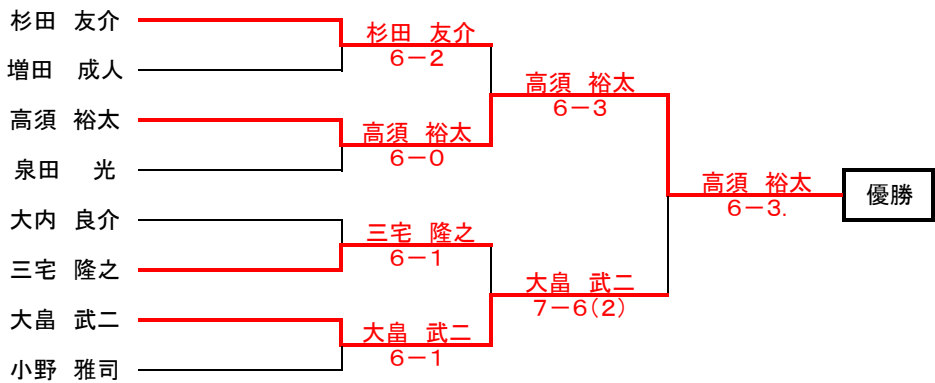 杉田 友介
増田 成人
高須 裕太
泉田 光
大内 良介
三宅 隆之
大畠 武二
小野 雅司
杉田 友介
6-2
高須 裕太
6-0
三宅 隆之
6-1
大畠 武二
6-1
高須 裕太
6-3
大畠 武二
7-6(2)
高須 裕太
6-3.
優勝